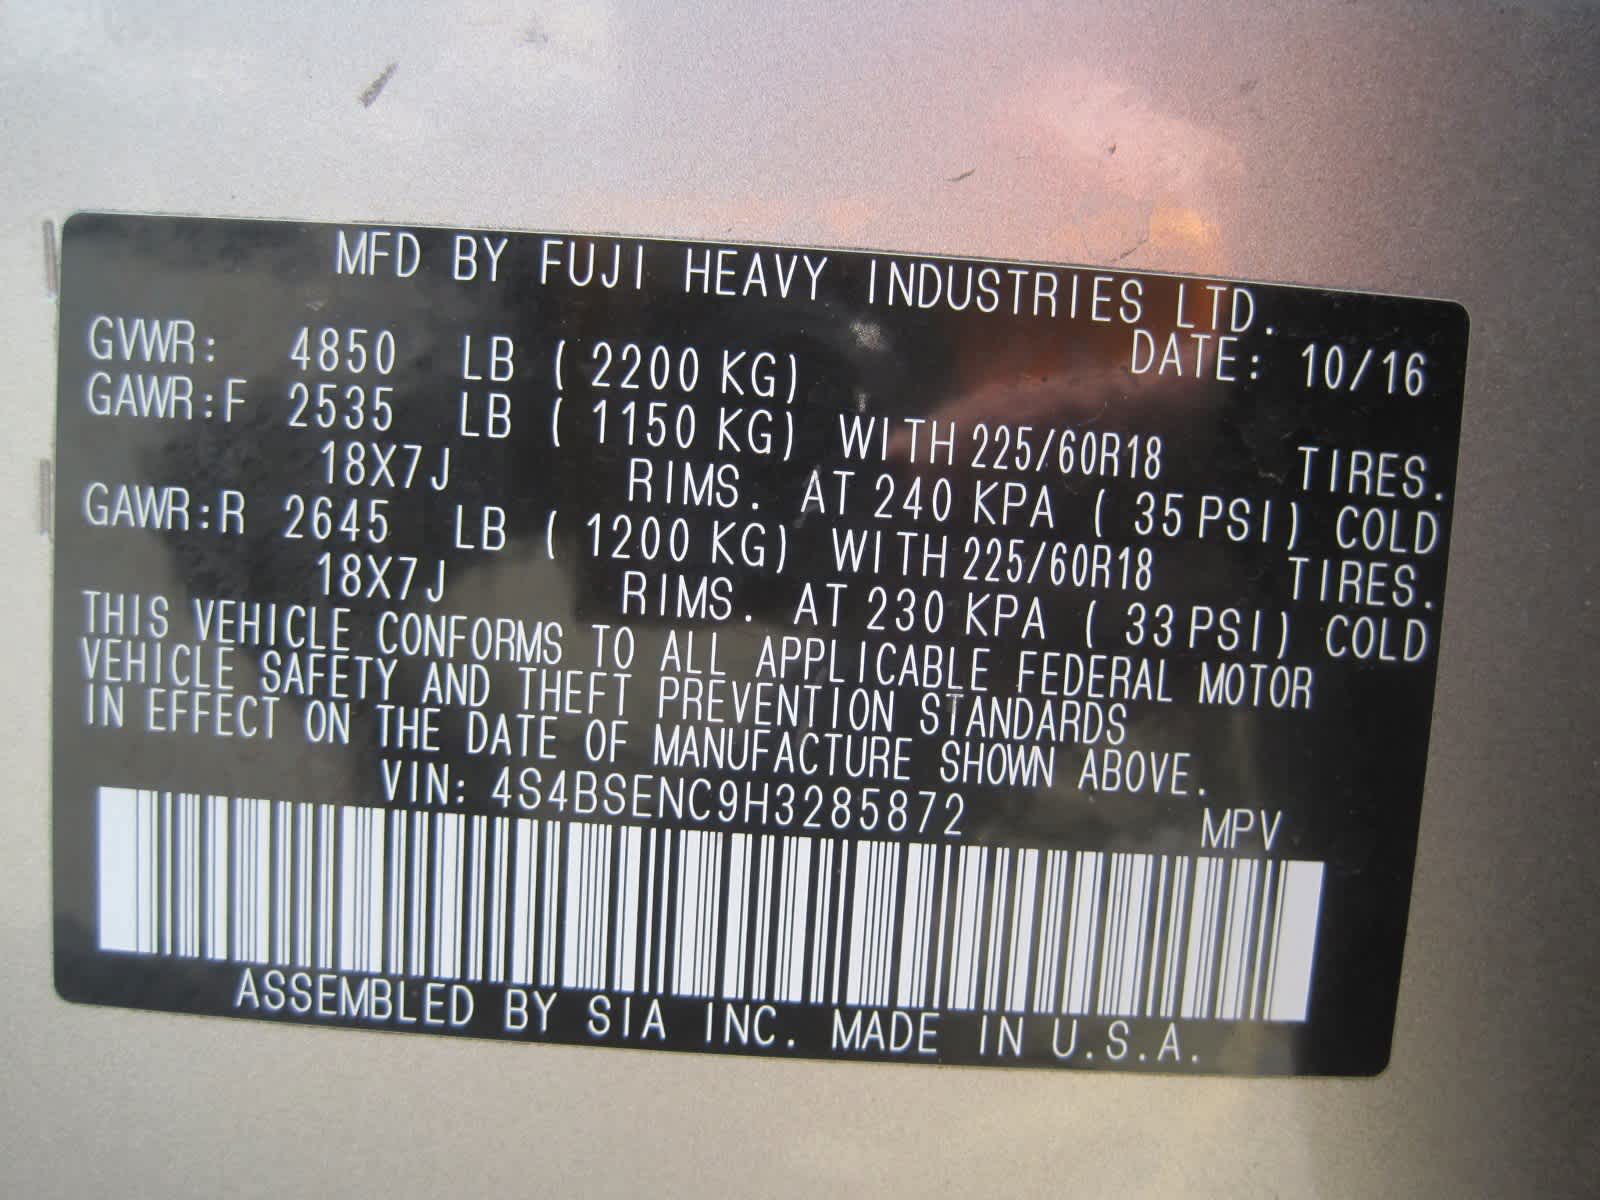 MFD BY FUJI HEAVY INDUSTRIES LTD.
DATE: 10/16
GVWR: 4850 LB ( 2200 KG)
GAWR:F 2535 LB ( 1150 KG) WITH 225/60R18 TIRES.
18X7J RIMS. AT 240 KPA ( 35 PSI) COLD
GAWR:R 2645 LB ( 1200 KG) WITH 225/60R18 TIRES.
18X7J RIMS. AT 230 KPA ( 33 PSI) COLD
THIS VEHICLE CONFORMS TO ALL APPLICABLE FEDERAL MOTOR
VEHICLE SAFETY AND THEFT PREVENTION STANDARDS
IN EFFECT ON THE DATE OF MANUFACTURE SHOWN ABOVE.
VIN: 4S4BSENC9H3285872 MPV
ASSEMBLED BY SIA INC. MADE IN U.S.A.